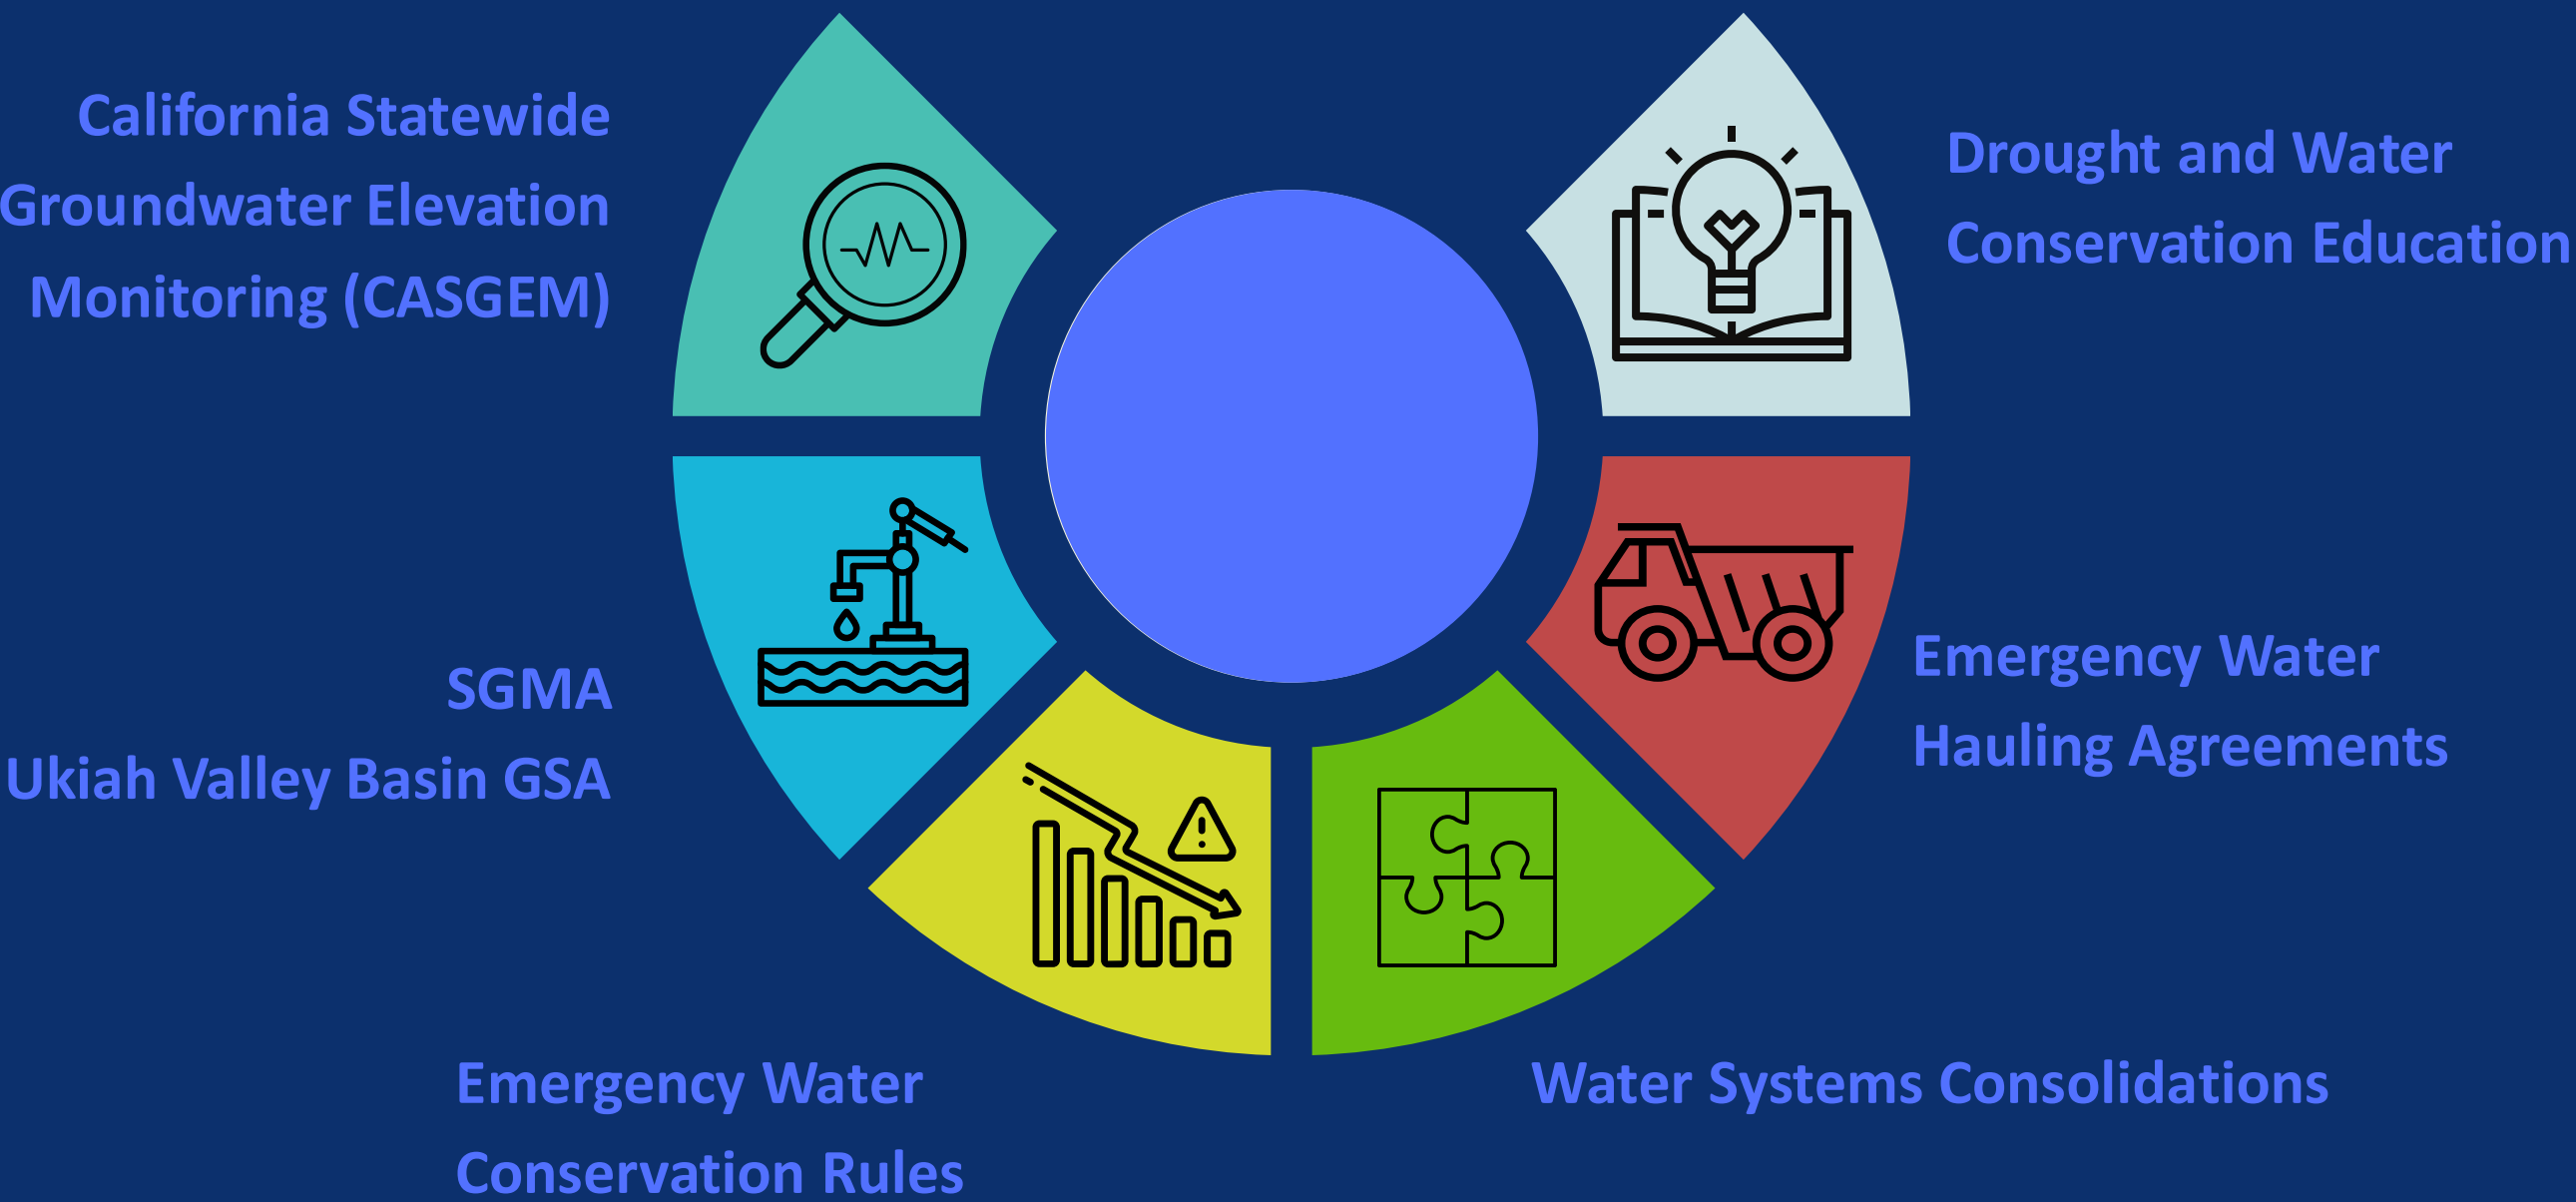 California Statewide
Groundwater Elevation
Monitoring (CASGEM)
SGMA
Ukiah Valley Basin GSA
Emergency Water
Conservation Rules
Water Systems Consolidations
Emergency Water
Hauling Agreements
Drought and Water
Conservation Education